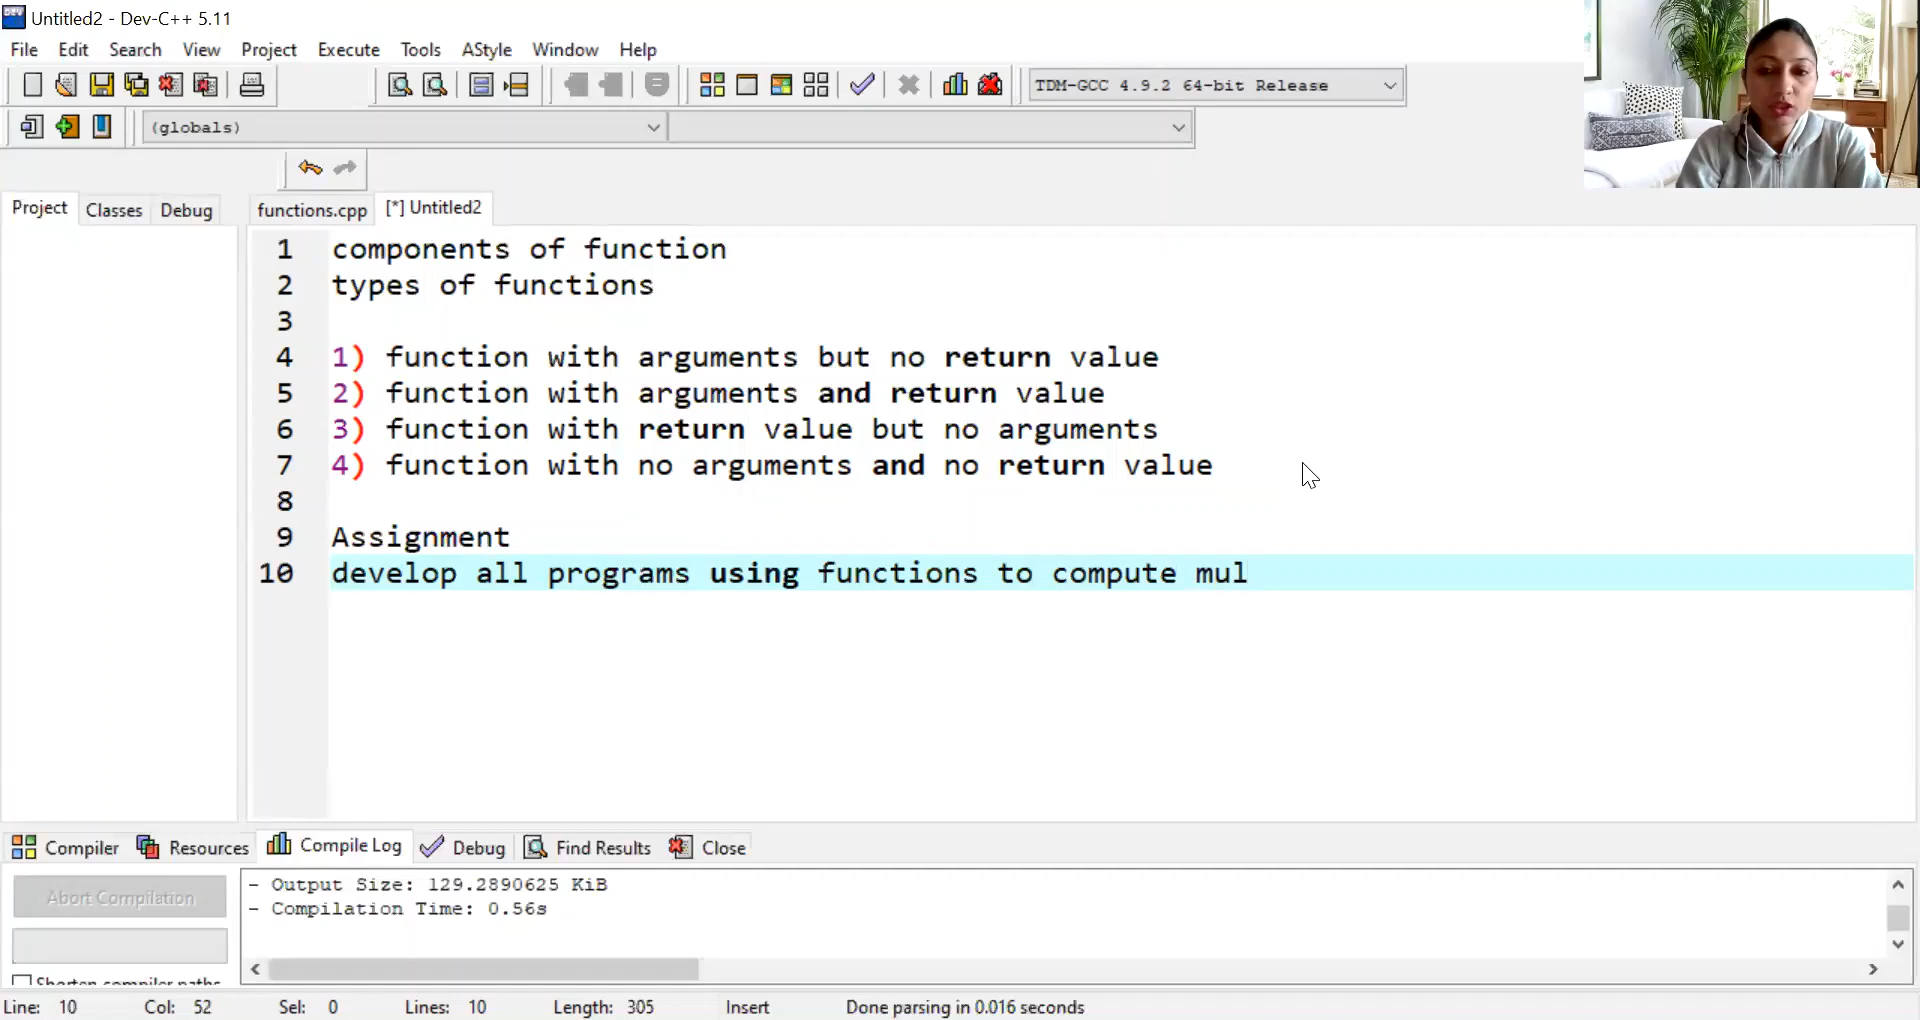 Untitled2 - Dev-C++ 5.11
File Edit Search View Project Execute Tools AStyle Window Help
TDM-GCC 4.9.2 64-bit Release
(globals)
Project Classes Debug functions.cpp [*] Untitled2
1 components of function
2 types of functions
3
4 1) function with arguments but no return value
5 2) function with arguments and return value
6 3) function with return value but no arguments
7 4) function with no arguments and no return value
8
9 Assignment
10 develop all programs using functions to compute mul
Compiler Resources Compile Log Debug Find Results Close
Abort Compilation
- Output Size: 129.2890625 KiB
- Compilation Time: 0.56s
Shorten compiler paths
Line: 10 Col: 52 Sel: 0 Lines: 10 Length: 305 Insert Done parsing in 0.016 seconds